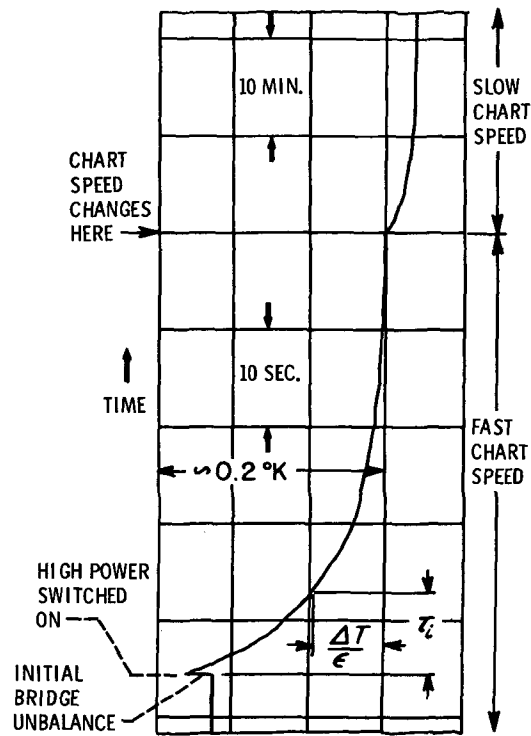 10 MIN.
SLOW
CHART
SPEED
CHART
SPEED
CHANGES
HERE
10 SEC.
TIME
FAST
CHART
SPEED
~0.2 °K
HIGH POWER
SWITCHED
ON
ΔT
ϵ
τi
INITIAL
BRIDGE
UNBALANCE